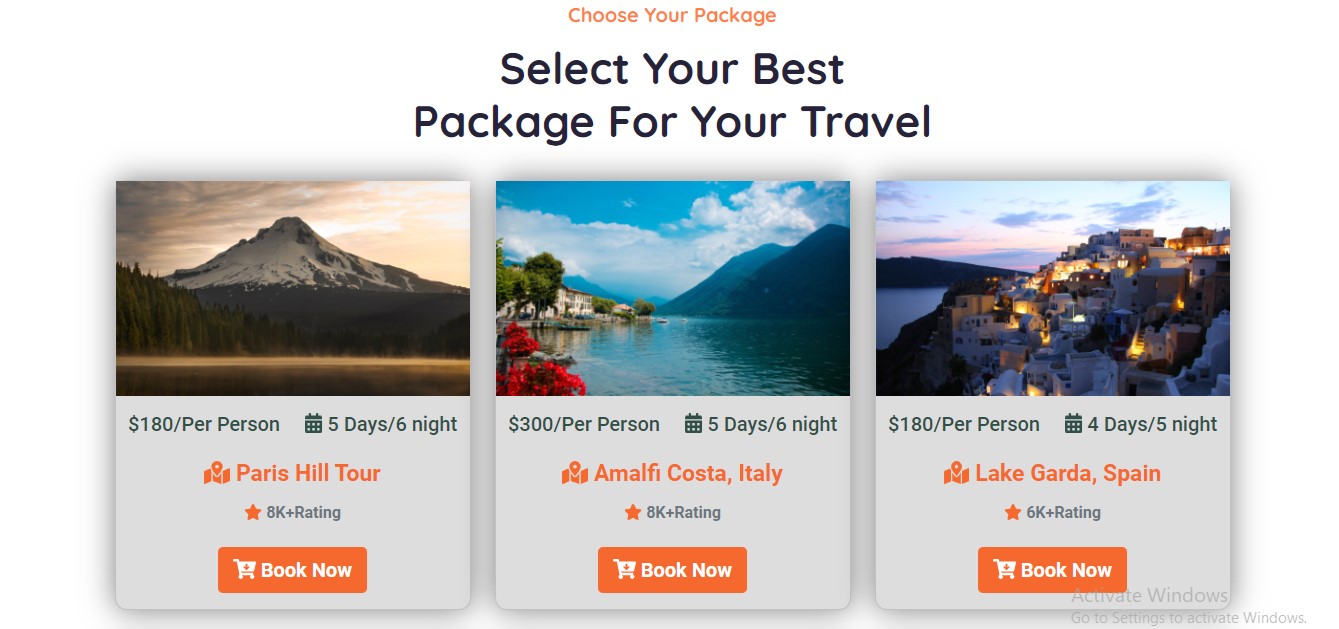 Choose Your Package
Select Your Best
Package For Your Travel
$180/Per Person 5 Days/6 night
Paris Hill Tour
8K+Rating
Book Now
$300/Per Person 5 Days/6 night
Amalfi Costa, Italy
8K+Rating
Book Now
$180/Per Person 4 Days/5 night
Lake Garda, Spain
6K+Rating
Book Now
Activate Windows
Go to Settings to activate Windows.